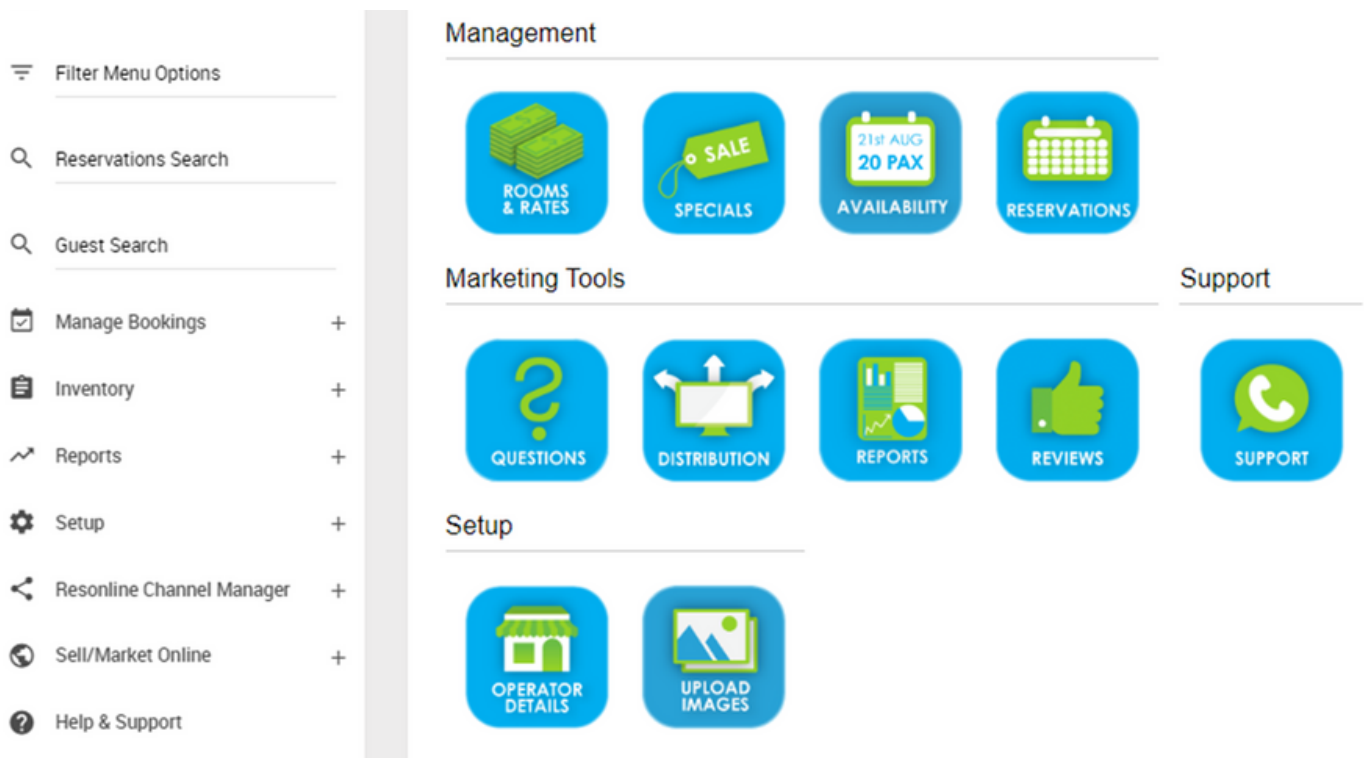 Filter Menu Options
Reservations Search
Guest Search
Manage Bookings +
Inventory +
Reports +
Setup +
Resonline Channel Manager +
Sell/Market Online +
Help & Support
Management
ROOMS
& RATES
SALE
SPECIALS
21st AUG
20 PAX
AVAILABILITY
RESERVATIONS
Marketing Tools
QUESTIONS
DISTRIBUTION
REPORTS
REVIEWS
Support
SUPPORT
Setup
OPERATOR
DETAILS
UPLOAD
IMAGES